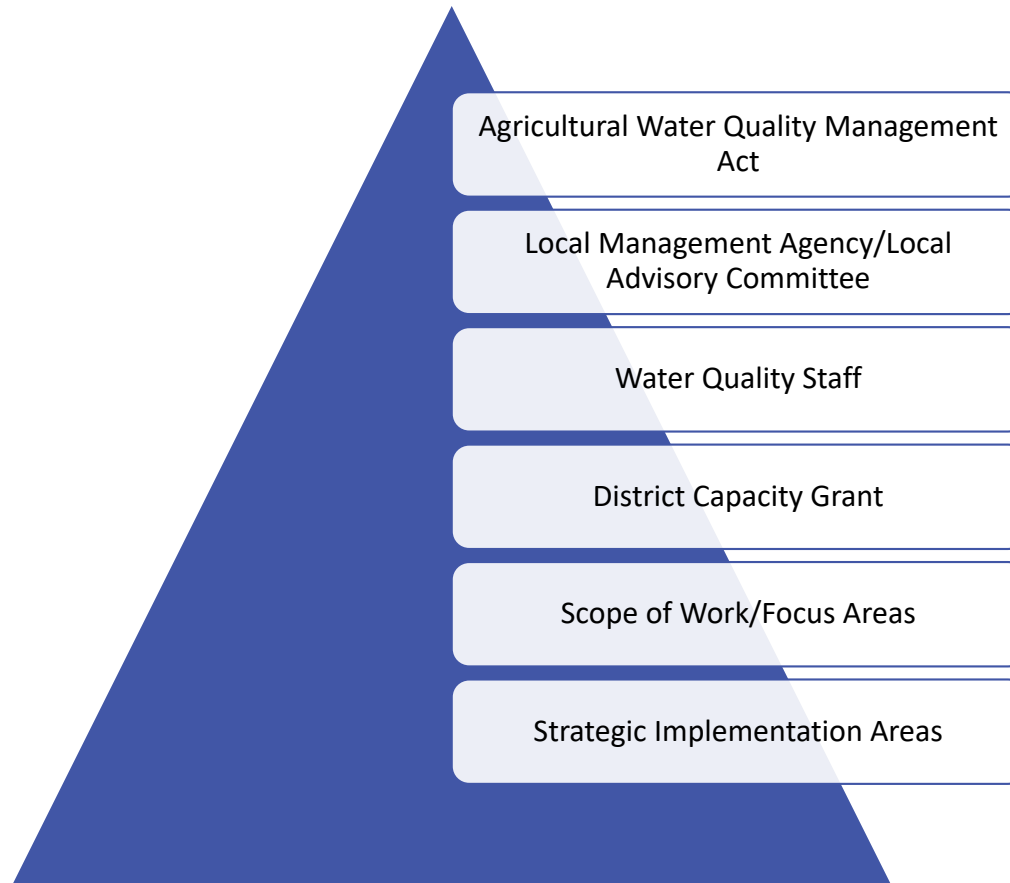 Agricultural Water Quality Management
Act
Local Management Agency/Local
Advisory Committee
Water Quality Staff
District Capacity Grant
Scope of Work/Focus Areas
Strategic Implementation Areas